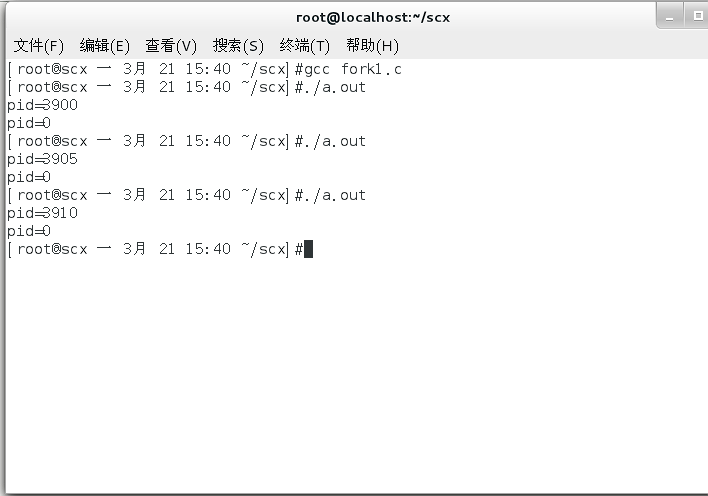 root@localhost:~/scx
文件(F) 编辑(E) 查看(V) 搜索(S) 终端(T) 帮助(H)
[root@scx 一 3月 21 15:40 ~/scx]#gcc fork1.c
[root@scx 一 3月 21 15:40 ~/scx]#./a.out
pid=3900
pid=0
[root@scx 一 3月 21 15:40 ~/scx]#./a.out
pid=3905
pid=0
[root@scx 一 3月 21 15:40 ~/scx]#./a.out
pid=3910
pid=0
[root@scx 一 3月 21 15:40 ~/scx]#